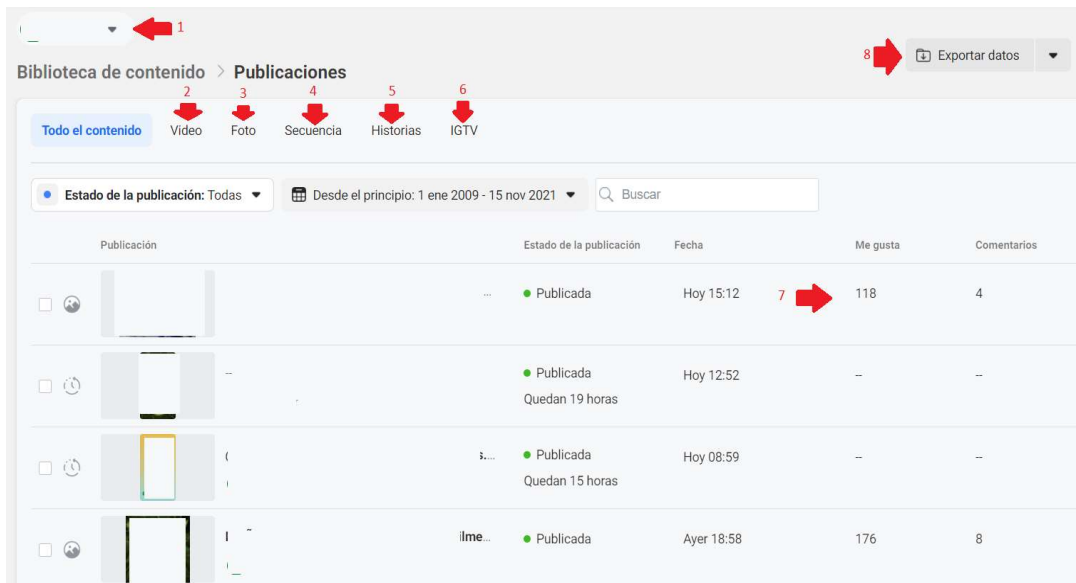 1
8
Exportar datos
Biblioteca de contenido > Publicaciones
2 3 4 5 6
Todo el contenido Video Foto Secuencia Historias IGTV
Estado de la publicación: Todas Desde el principio: 1 ene 2009 - 15 nov 2021 Buscar
Publicación Estado de la publicación Fecha Me gusta Comentarios
... Publicada Hoy 15:12 7 118 4
-- Publicada Hoy 12:52 -- --
Quedan 19 horas
s.... Publicada Hoy 08:59 -- --
Quedan 15 horas
ilme... Publicada Ayer 18:58 176 8